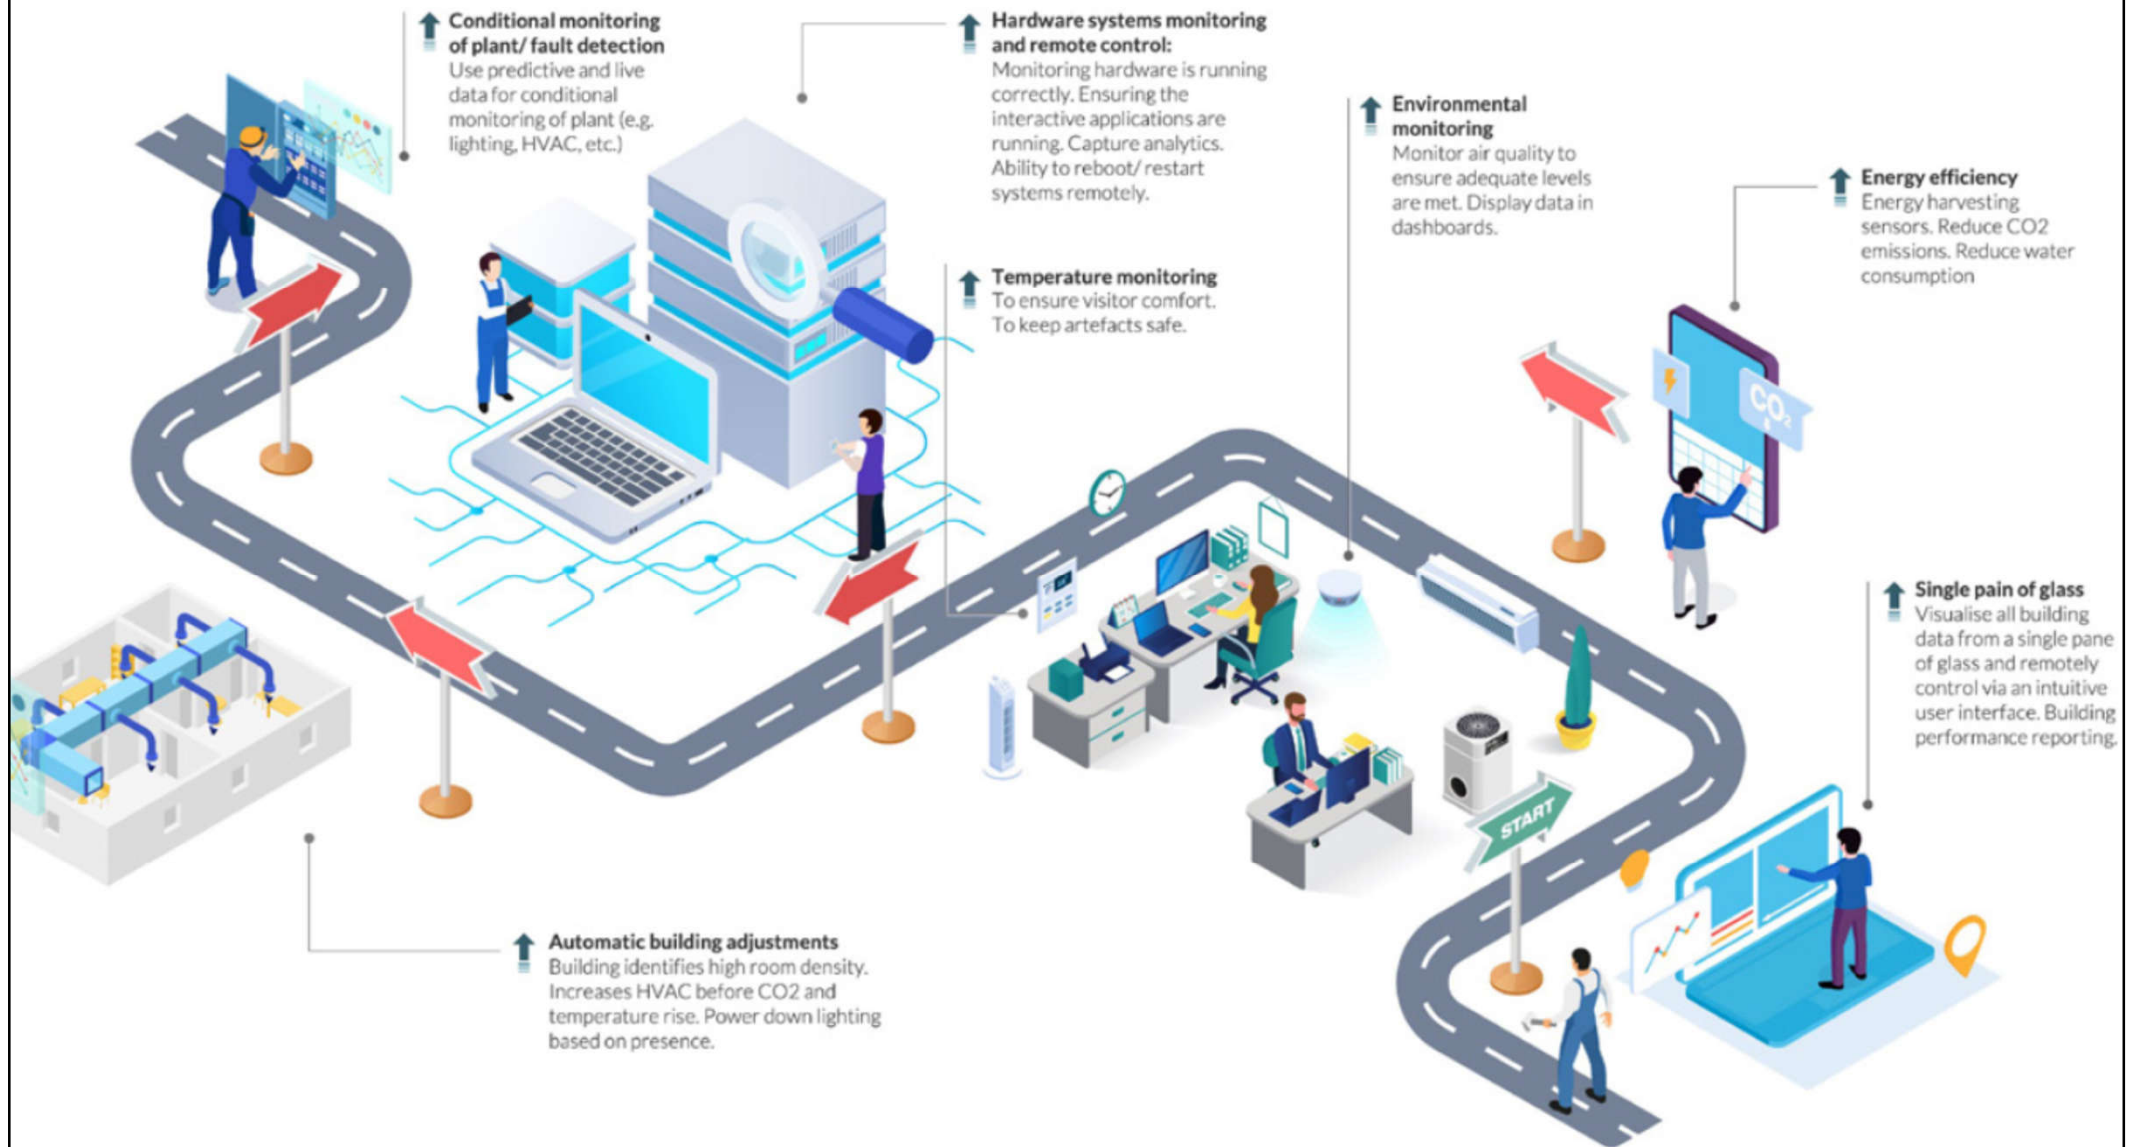 Conditional monitoring
of plant/ fault detection
Use predictive and live
data for conditional
monitoring of plant (e.g.
lighting, HVAC, etc.)
Hardware systems monitoring
and remote control:
Monitoring hardware is running
correctly. Ensuring the
interactive applications are
running. Capture analytics.
Ability to reboot/ restart
systems remotely.
Environmental
monitoring
Monitor air quality to
ensure adequate levels
are met. Display data in
dashboards.
Energy efficiency
Energy harvesting
sensors. Reduce CO2
emissions. Reduce water
consumption
Temperature monitoring
To ensure visitor comfort.
To keep artefacts safe.
CO2
Single pain of glass
Visualise all building
data from a single pane
of glass and remotely
control via an intuitive
user interface. Building
performance reporting.
START
Automatic building adjustments
Building identifies high room density.
Increases HVAC before CO2 and
temperature rise. Power down lighting
based on presence.